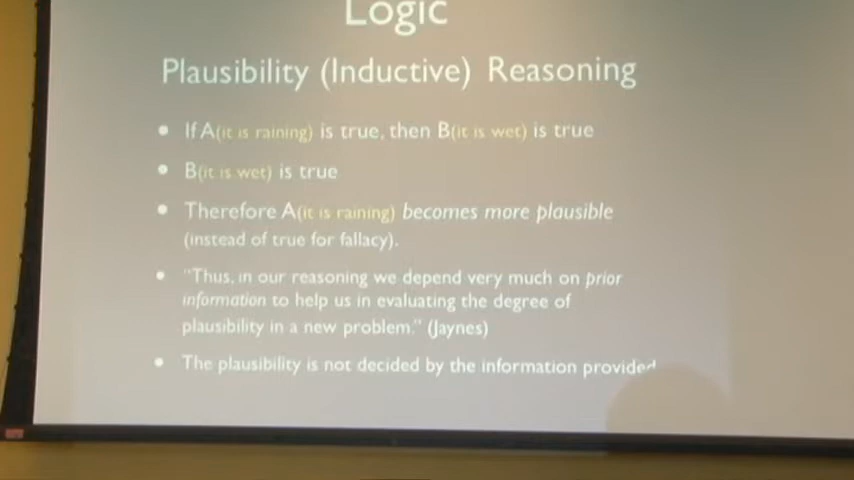 Logic
Plausibility (Inductive) Reasoning
• If A(it is raining) is true, then B(it is wet) is true
• B(it is wet) is true
• Therefore A(it is raining) becomes more plausible
(instead of true for fallacy).
• "Thus, in our reasoning we depend very much on prior
information to help us in evaluating the degree of
plausibility in a new problem." (Jaynes)
• The plausibility is not decided by the information provided